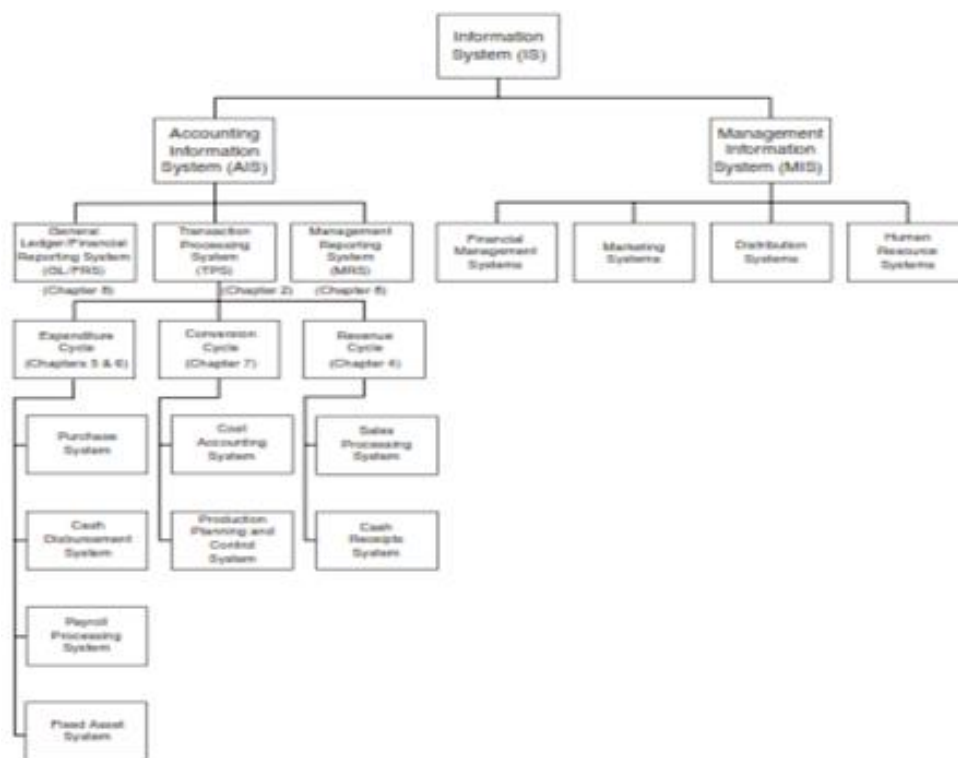 Information
System (IS)
Accounting
Information
System (AIS)
Management
Information
System (MIS)
General
Ledger/Financial
Reporting System
(GL/FRS)
Transaction
Processing
System
(TPS)
Management
Reporting
System
(MRS)
Financial
Management
Systems
Marketing
Systems
Distribution
Systems
Human
Resource
Systems
(Chapter 8)
(Chapter 2)
(Chapter 8)
Expenditure
Cycle
(Chapters 5 & 6)
Conversion
Cycle
(Chapter 7)
Revenue
Cycle
(Chapter 4)
Purchase
System
Cost
Accounting
System
Sales
Processing
System
Cash
Disbursement
System
Production
Planning and
Control
System
Cash
Receipts
System
Payroll
Processing
System
Fixed Asset
System